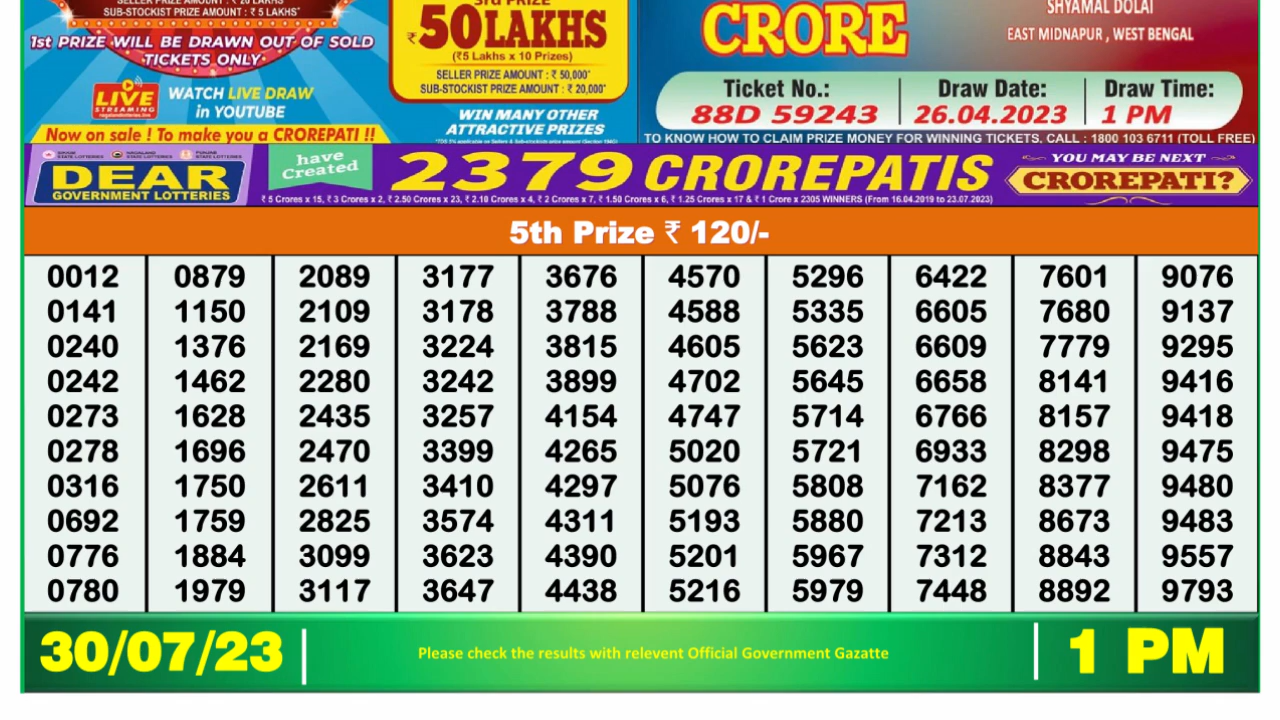 SELLER PRIZE AMOUNT : ₹ 20 LAKHS
SUB-STOCKIST PRIZE AMOUNT : ₹ 5 LAKHS*
1st PRIZE WILL BE DRAWN OUT OF SOLD
TICKETS ONLY
LIVE
STREAMING
WATCH LIVE DRAW
in YOUTUBE
Now on sale ! To make you a CROREPATI !!
3rd PRIZE
₹50 LAKHS
(₹5 Lakhs x 10 Prizes)
SELLER PRIZE AMOUNT : ₹ 50,000*
SUB-STOCKIST PRIZE AMOUNT : ₹ 20,000*
WIN MANY OTHER
ATTRACTIVE PRIZES
CRORE
SHYAMAL DOLAI
EAST MIDNAPUR , WEST BENGAL
Ticket No.: Draw Date: Draw Time:
88D 59243 26.04.2023 1 PM
TO KNOW HOW TO CLAIM PRIZE MONEY FOR WINNING TICKETS, CALL : 1800 103 6711 (TOLL FREE)
DEAR
GOVERNMENT LOTTERIES
have
Created
2379 CROREPATIS
₹ 5 Crores x 15, ₹ 3 Crores x 2, ₹ 2.50 Crores x 23, ₹ 2.10 Crores x 4, ₹ 2 Crores x 7, ₹ 1.50 Crores x 6, ₹ 1.25 Crores x 17 & ₹ 1 Crore x 2305 WINNERS (From 16.04.2019 to 23.07.2023)
YOU MAY BE NEXT
CROREPATI?
5th Prize ₹ 120/-
0012 0879 2089 3177 3676 4570 5296 6422 7601 9076
0141 1150 2109 3178 3788 4588 5335 6605 7680 9137
0240 1376 2169 3224 3815 4605 5623 6609 7779 9295
0242 1462 2280 3242 3899 4702 5645 6658 8141 9416
0273 1628 2435 3257 4154 4747 5714 6766 8157 9418
0278 1696 2470 3399 4265 5020 5721 6933 8298 9475
0316 1750 2611 3410 4297 5076 5808 7162 8377 9480
0692 1759 2825 3574 4311 5193 5880 7213 8673 9483
0776 1884 3099 3623 4390 5201 5967 7312 8843 9557
0780 1979 3117 3647 4438 5216 5979 7448 8892 9793
30/07/23
Please check the results with relevent Official Government Gazatte
1 PM